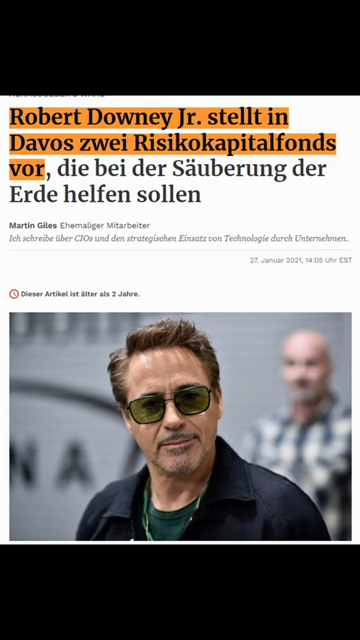 Robert Downey Jr. stellt in
Davos zwei Risikokapitalfonds
vor, die bei der Säuberung der
Erde helfen sollen
Martin Giles Ehemaliger Mitarbeiter
Ich schreibe über CIOs und den strategischen Einsatz von Technologie durch Unternehmen.
27. Januar 2021, 14:05 Uhr EST
Dieser Artikel ist älter als 2 Jahre.